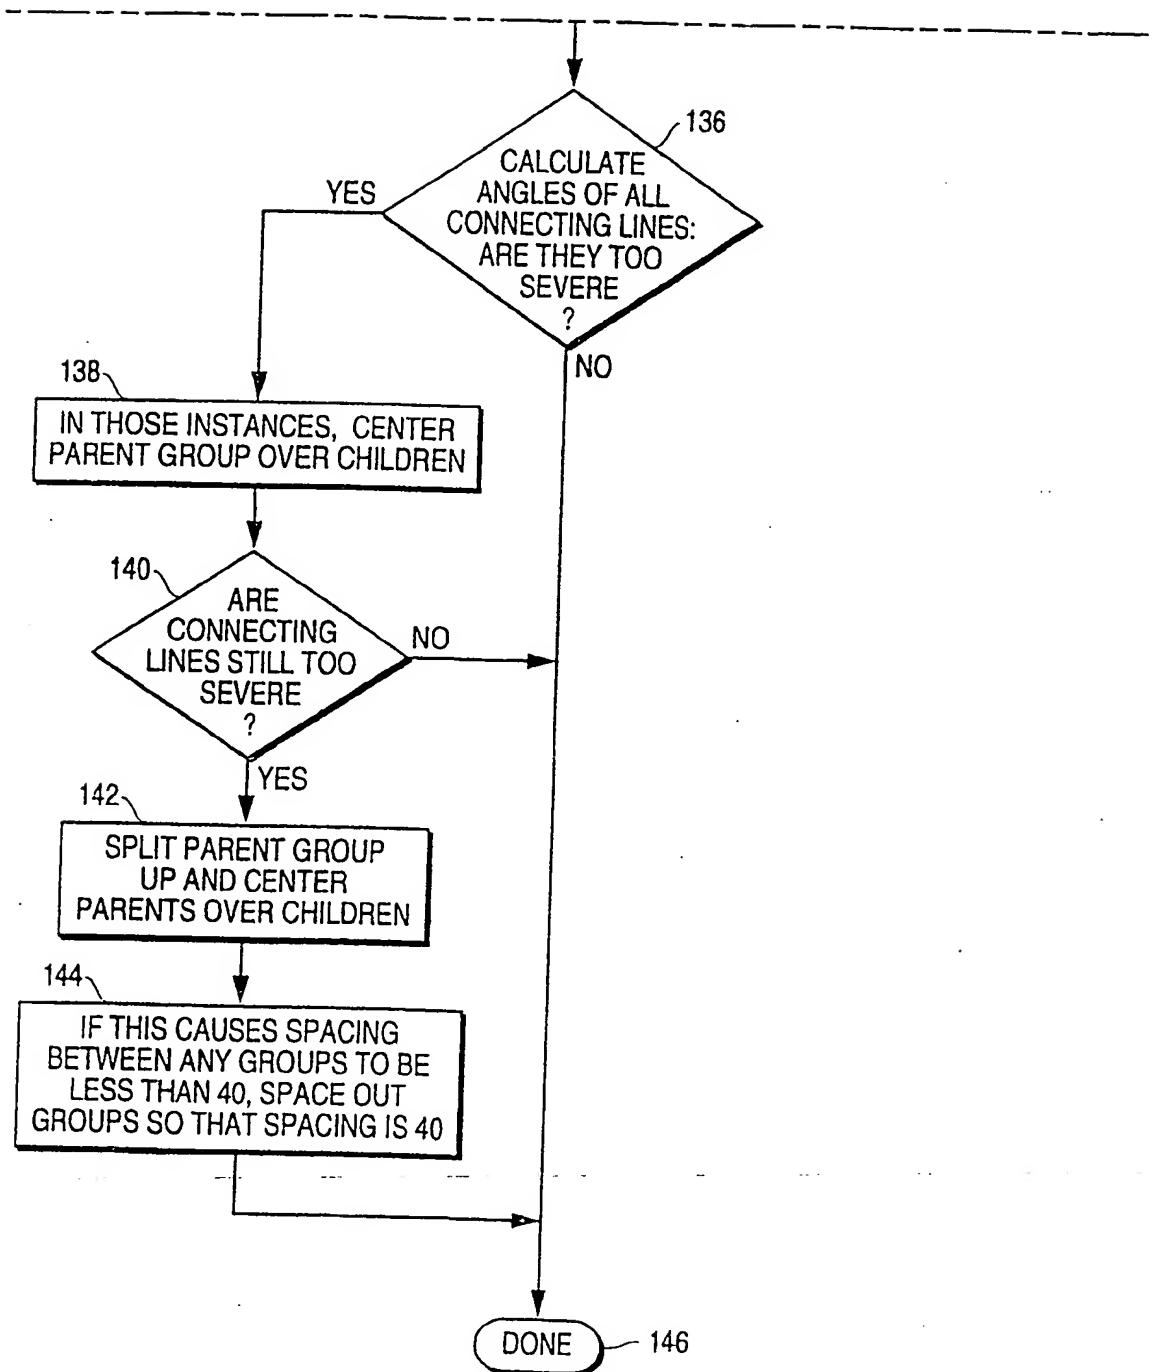 136
CALCULATE
ANGLES OF ALL
CONNECTING LINES:
ARE THEY TOO
SEVERE
?
YES
NO
138
IN THOSE INSTANCES, CENTER
PARENT GROUP OVER CHILDREN
140
ARE
CONNECTING
LINES STILL TOO
SEVERE
?
NO
YES
142
SPLIT PARENT GROUP
UP AND CENTER
PARENTS OVER CHILDREN
144
IF THIS CAUSES SPACING
BETWEEN ANY GROUPS TO BE
LESS THAN 40, SPACE OUT
GROUPS SO THAT SPACING IS 40
DONE
146